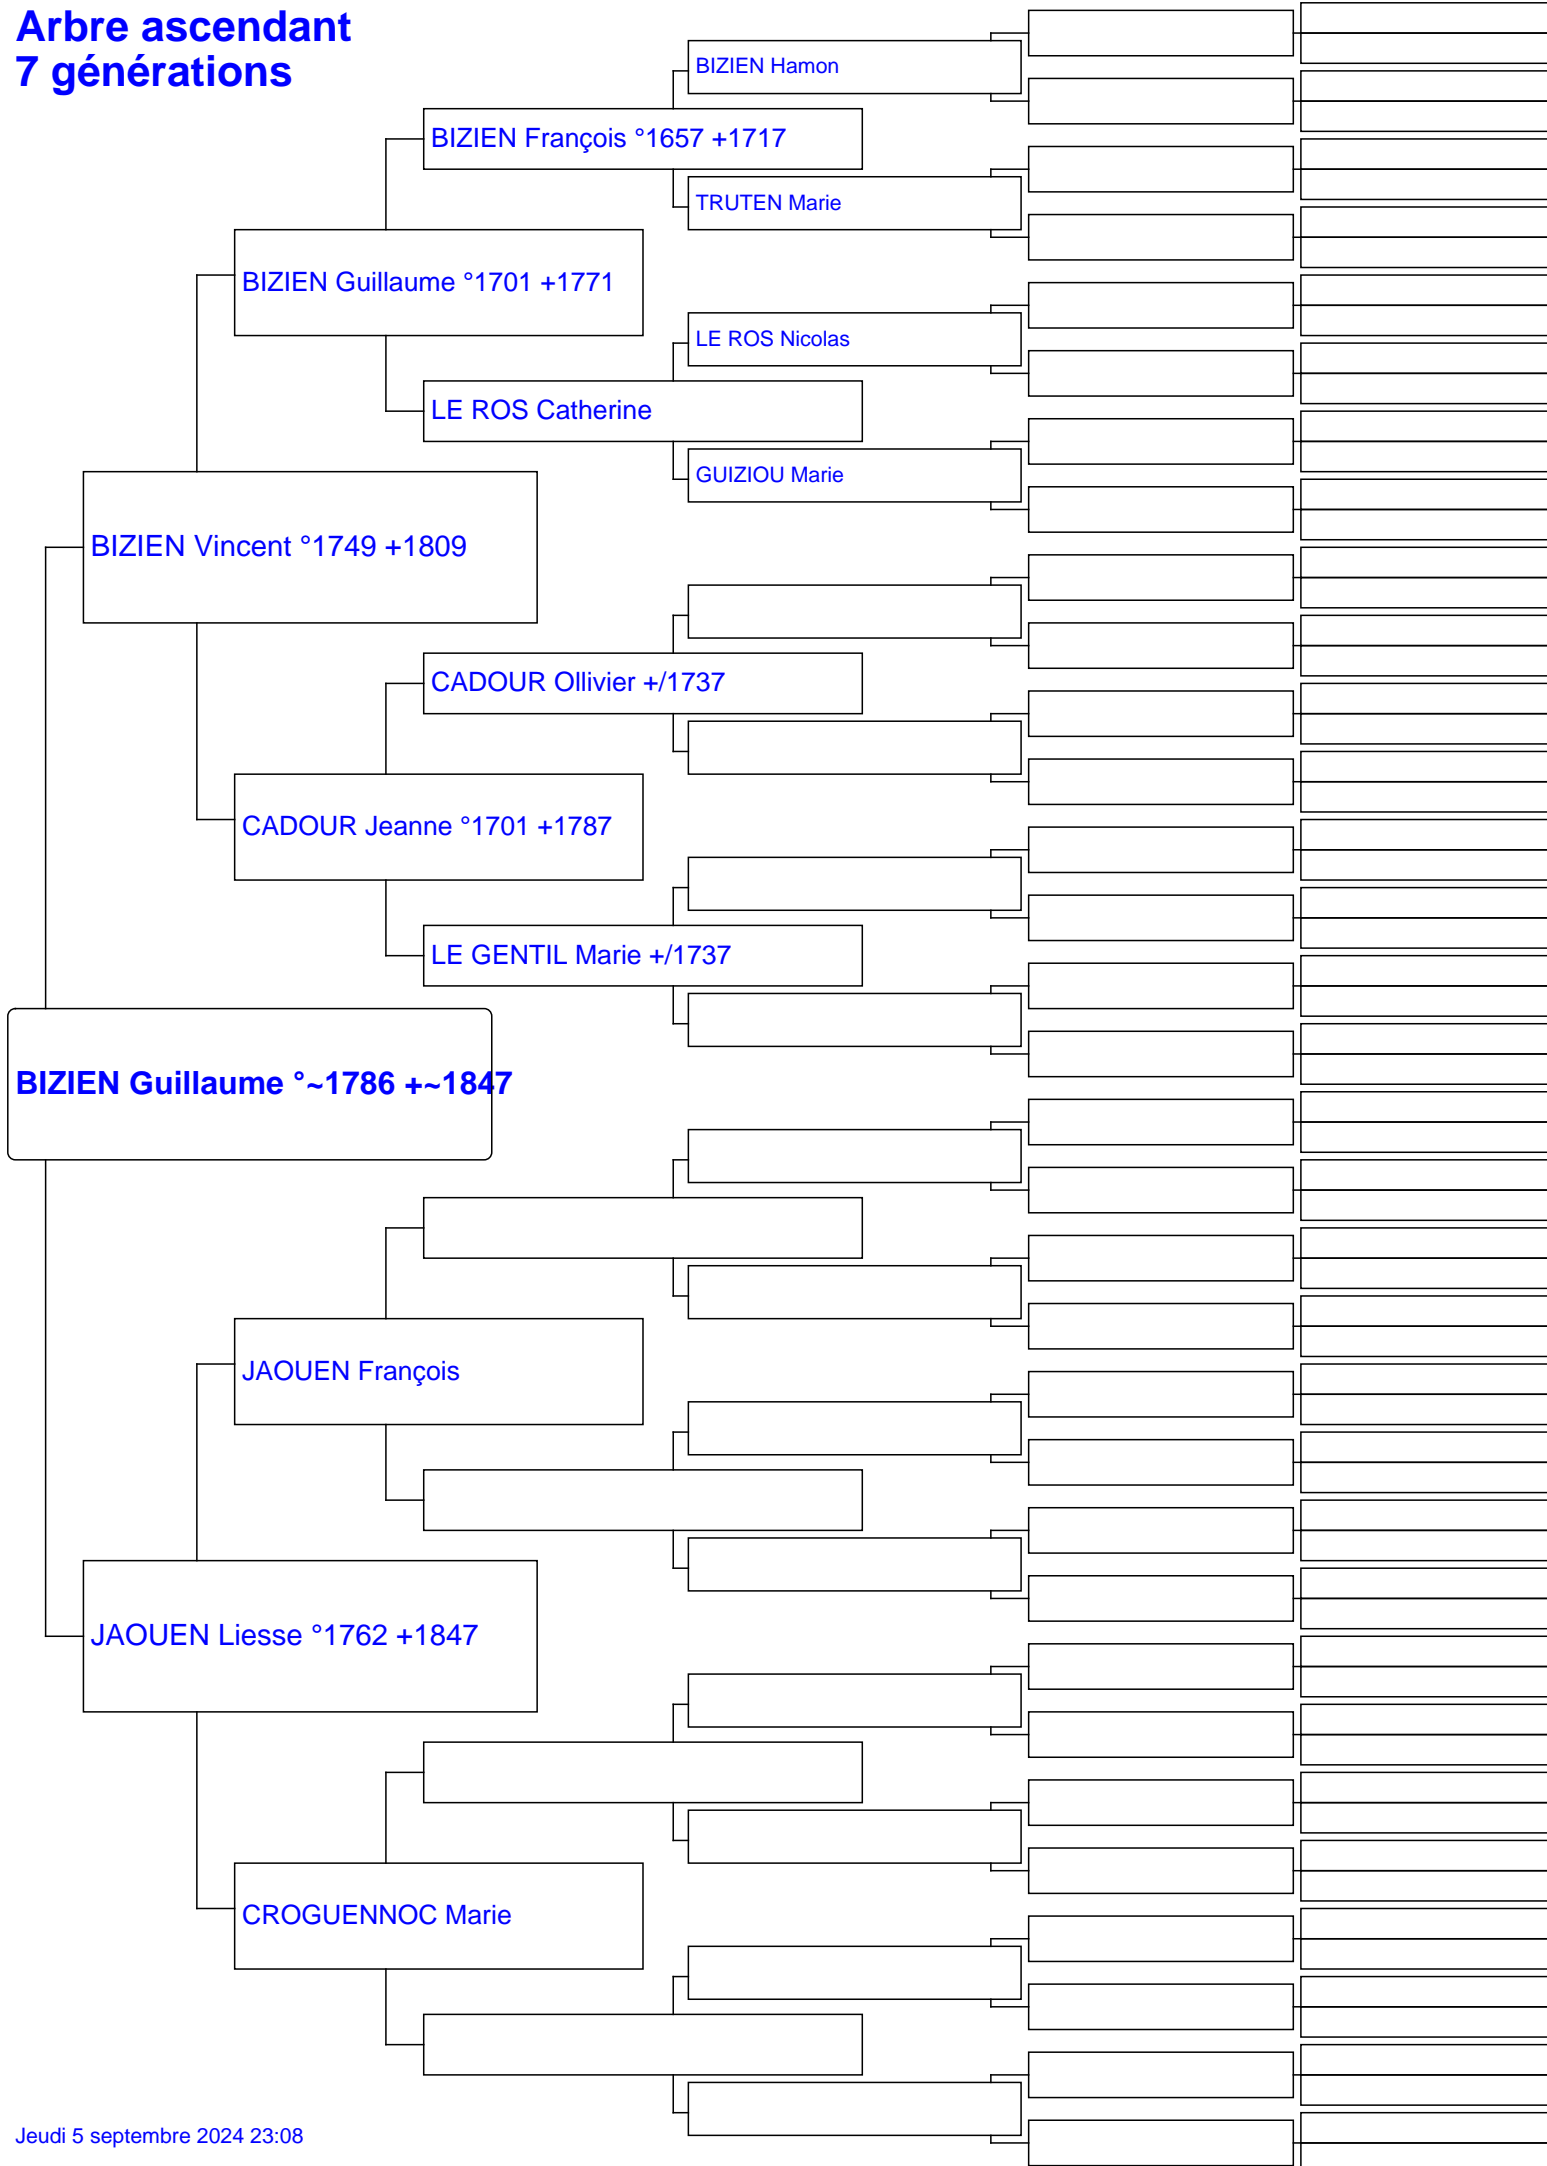 Arbre ascendant
7 générations
BIZIEN Hamon
BIZIEN François °1657 +1717
TRUTEN Marie
BIZIEN Guillaume °1701 +1771
LE ROS Nicolas
LE ROS Catherine
GUIZIOU Marie
BIZIEN Vincent °1749 +1809
CADOUR Ollivier +/1737
CADOUR Jeanne °1701 +1787
LE GENTIL Marie +/1737
BIZIEN Guillaume °~1786 +~1847
JAOUEN François
JAOUEN Liesse °1762 +1847
CROGUENNOC Marie
Jeudi 5 septembre 2024 23:08